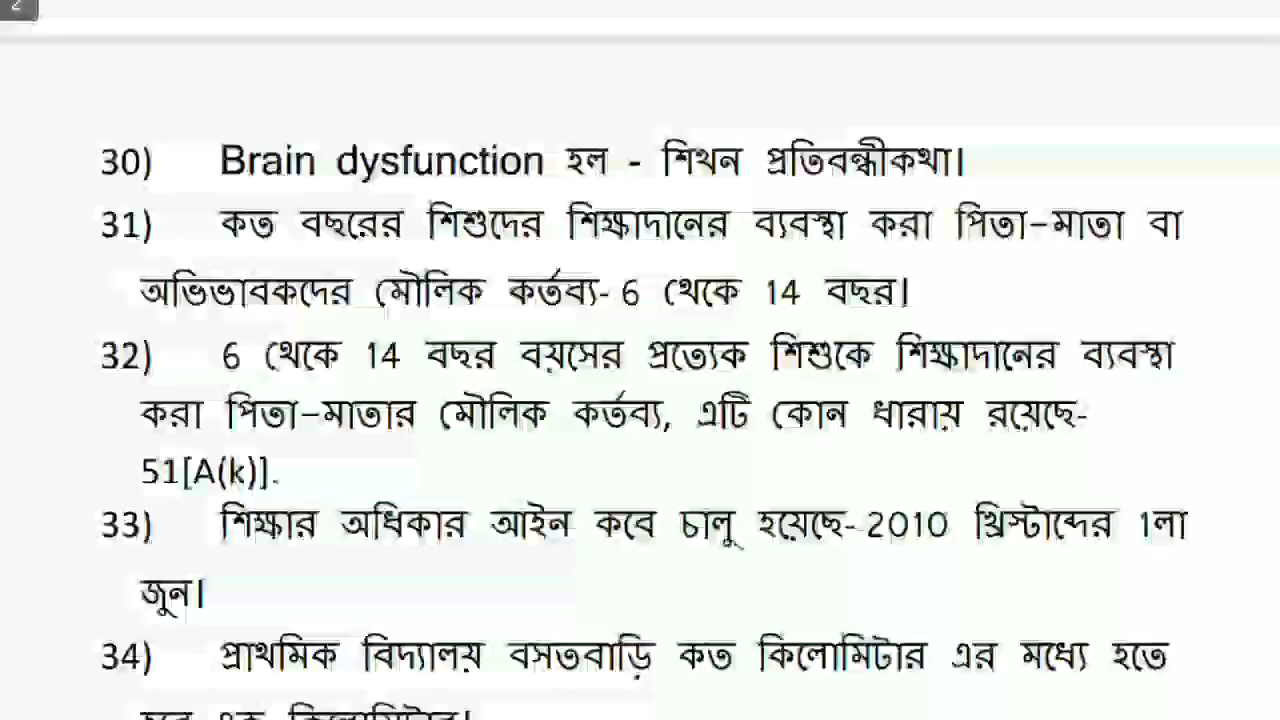 2
30) Brain dysfunction হল - শিখন প্রতিবন্ধীকথা।
31) কত বছরের শিশুদের শিক্ষাদানের ব্যবস্থা করা পিতা-মাতা বা
অভিভাবকদের মৌলিক কর্তব্য- 6 থেকে 14 বছর।
32) 6 থেকে 14 বছর বয়সের প্রত্যেক শিশুকে শিক্ষাদানের ব্যবস্থা
করা পিতা-মাতার মৌলিক কর্তব্য, এটি কোন ধারায় রয়েছে-
51[A(k)].
33) শিক্ষার অধিকার আইন কবে চালু হয়েছে- 2010 খ্রিস্টাব্দের 1লা
জুন।
34) প্রাথমিক বিদ্যালয় বসতবাড়ি কত কিলোমিটার এর মধ্যে হতে
কিলোমিটার।